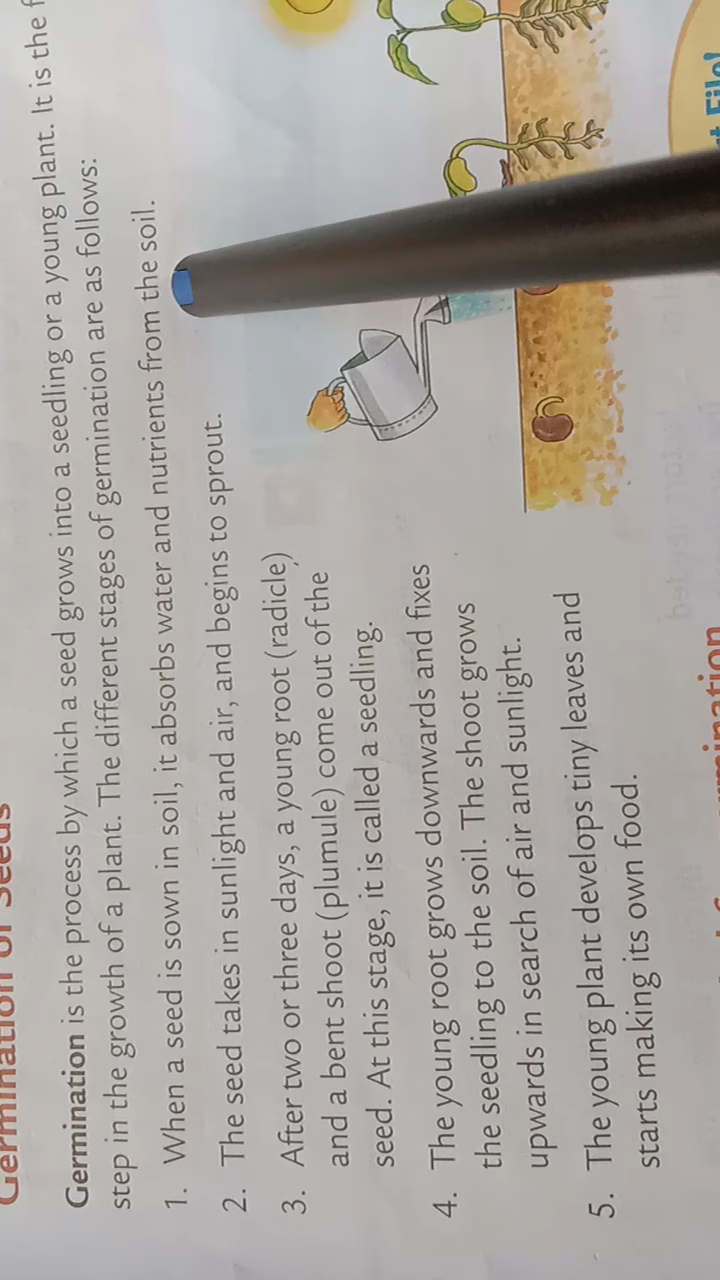 Germination of Seeds
Germination is the process by which a seed grows into a seedling or a young plant. It is the
step in the growth of a plant. The different stages of germination are as follows:
1. When a seed is sown in soil, it absorbs water and nutrients from the soil.
2. The seed takes in sunlight and air, and begins to sprout.
3. After two or three days, a young root (radicle)
and a bent shoot (plumule) come out of the
seed. At this stage, it is called a seedling.
4. The young root grows downwards and fixes
the seedling to the soil. The shoot grows
upwards in search of air and sunlight.
5. The young plant develops tiny leaves and
starts making its own food.